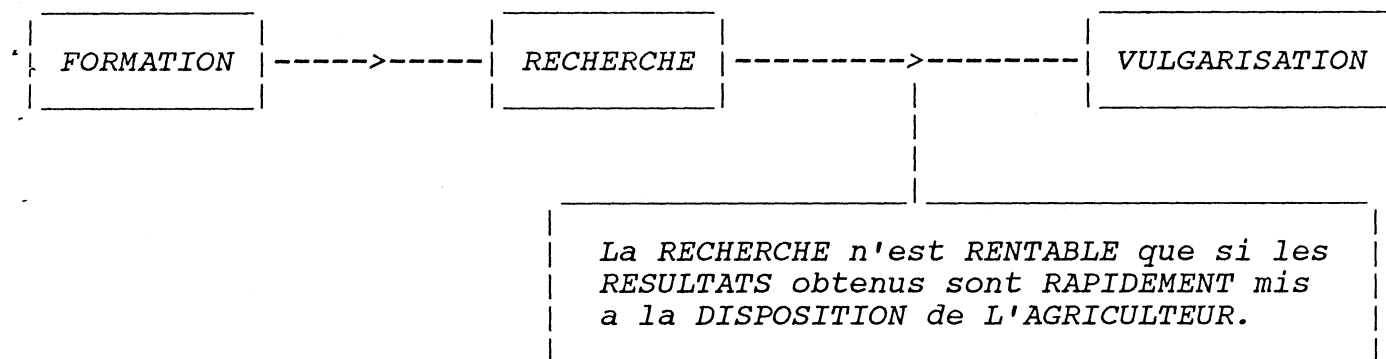 FORMATION ----->----- RECHERCHE --------->-------- VULGARISATION
La RECHERCHE n'est RENTABLE que si les
RESULTATS obtenus sont RAPIDEMENT mis
a la DISPOSITION de L'AGRICULTEUR.